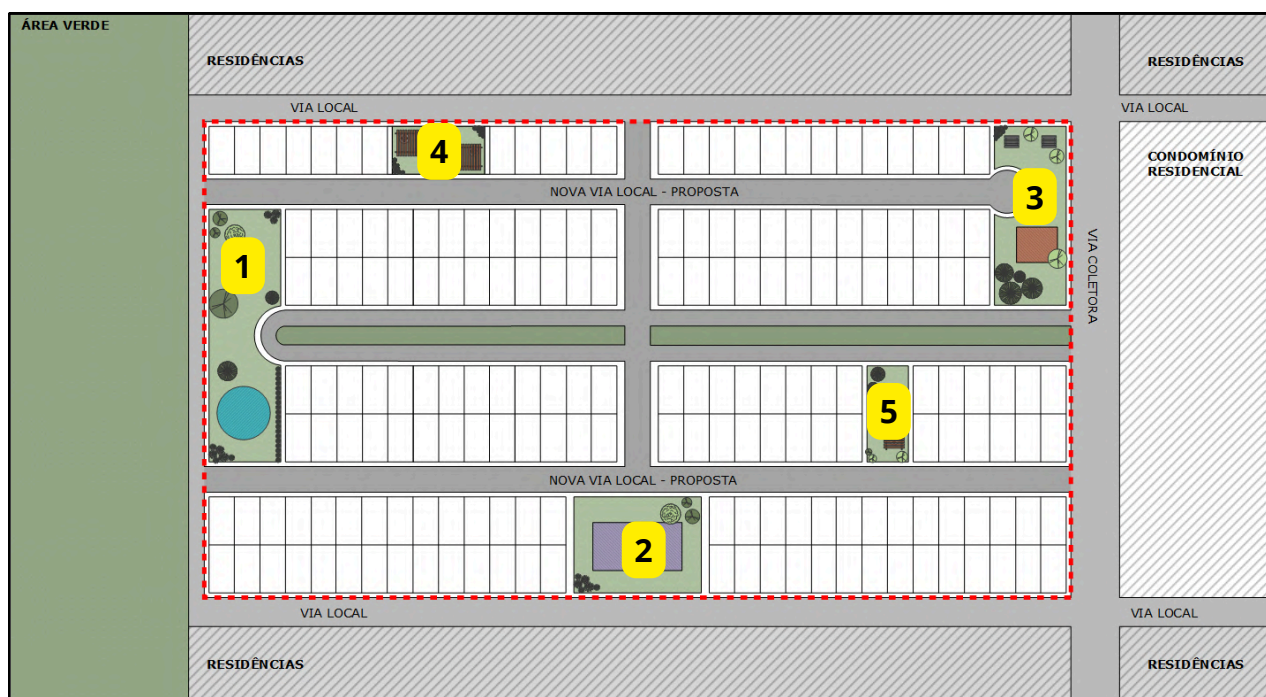 ÁREA VERDE
RESIDÊNCIAS
RESIDÊNCIAS
VIA LOCAL
VIA LOCAL
4
CONDOMÍNIO
RESIDENCIAL
NOVA VIA LOCAL - PROPOSTA
3
1
VIA COLETORA
5
NOVA VIA LOCAL - PROPOSTA
2
VIA LOCAL
VIA LOCAL
RESIDÊNCIAS
RESIDÊNCIAS